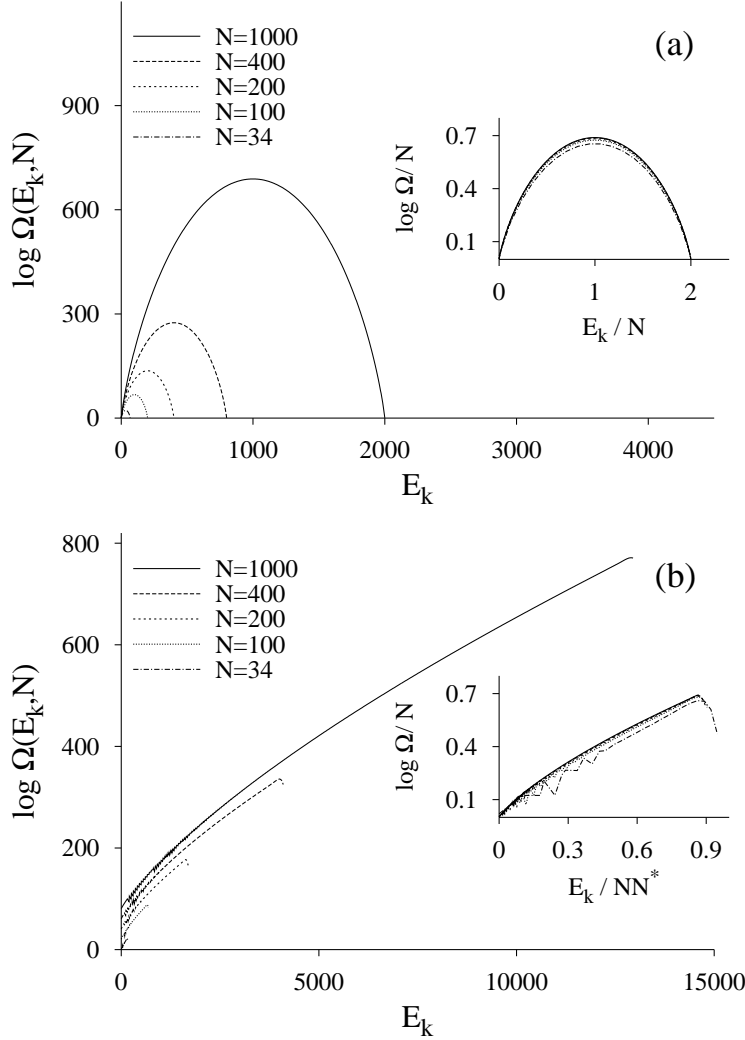 (a)
N=1000
N=400
N=200
N=100
N=34
900
600
300
0
log Ω(E_k,N)
0 1000 2000 3000 4000
E_k
0.7
0.4
0.1
log Ω/ N
0 1 2
E_k / N
(b)
N=1000
N=400
N=200
N=100
N=34
800
600
400
200
0
log Ω(E_k,N)
0 5000 10000 15000
E_k
0.7
0.4
0.1
log Ω/ N
0 0.3 0.6 0.9
E_k / NN^*